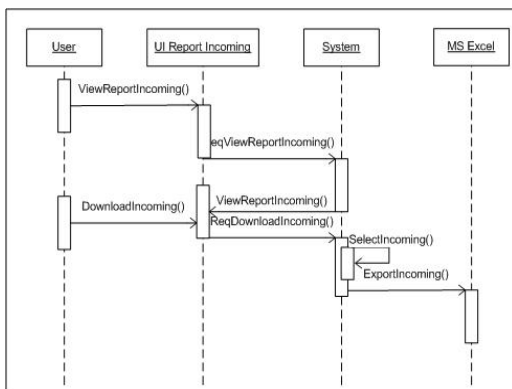 User
UI Report Incoming
System
MS Excel
ViewReportIncoming()
eqViewReportIncoming()
ViewReportIncoming()
DownloadIncoming()
ReqDownloadIncoming()
SelectIncoming()
ExportIncoming()